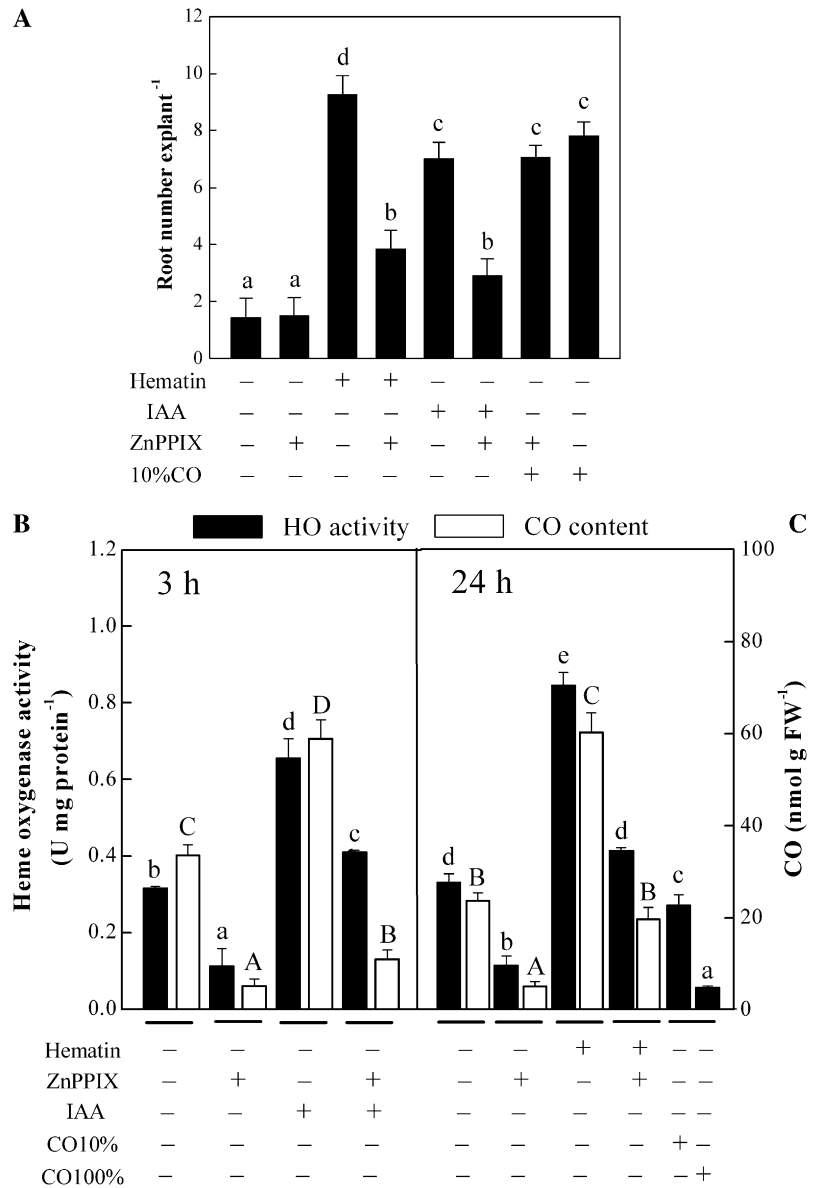 A
12
d
10
Root number explant⁻¹
8
c
c
c
6
b
4
b
a
a
2
0
Hematin – – + + – – – –
IAA – – – – + + – –
ZnPPIX – + – + – + + –
10%CO – – – – – – + +
B HO activity CO content C
1.2 100
3 h 24 h
1.0
e 80
Heme oxygenase activity
(U mg protein⁻¹)
CO (nmol g FW⁻¹)
0.8
D
C
d
60
0.6
C c d
40
0.4
b
d
B
B
c
20
0.2
a
A
B
b
A
a
0.0 0
Hematin – – – – – – + + – –
ZnPPIX – + – + – + – + – –
IAA – – + + – – – – – –
CO10% – – – – – – – – + –
CO100% – – – – – – – – – +